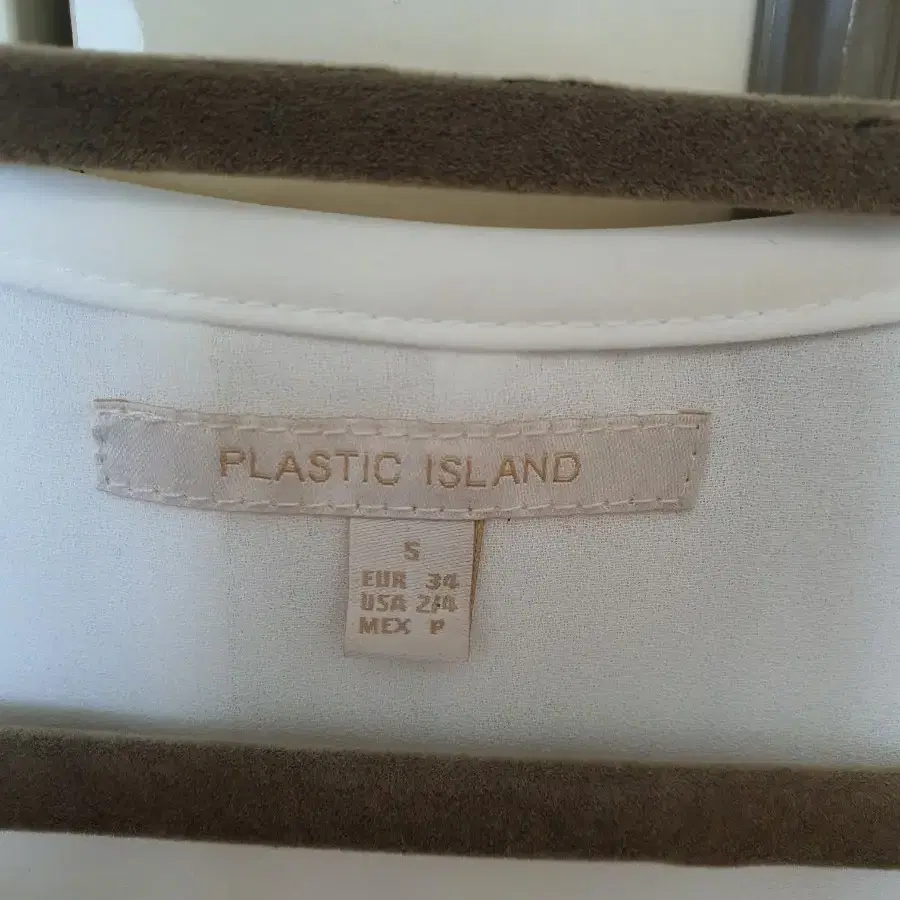 PLASTIC ISLAND
S
EUR 34
USA 2/4
MEX P